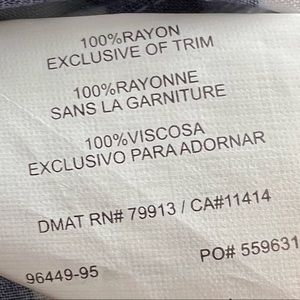 100%RAYON
EXCLUSIVE OF TRIM
100%RAYONNE
SANS LA GARNITURE
100%VISCOSA
EXCLUSIVO PARA ADORNAR
DMAT RN# 79913 / CA#11414
96449-95 PO# 559631